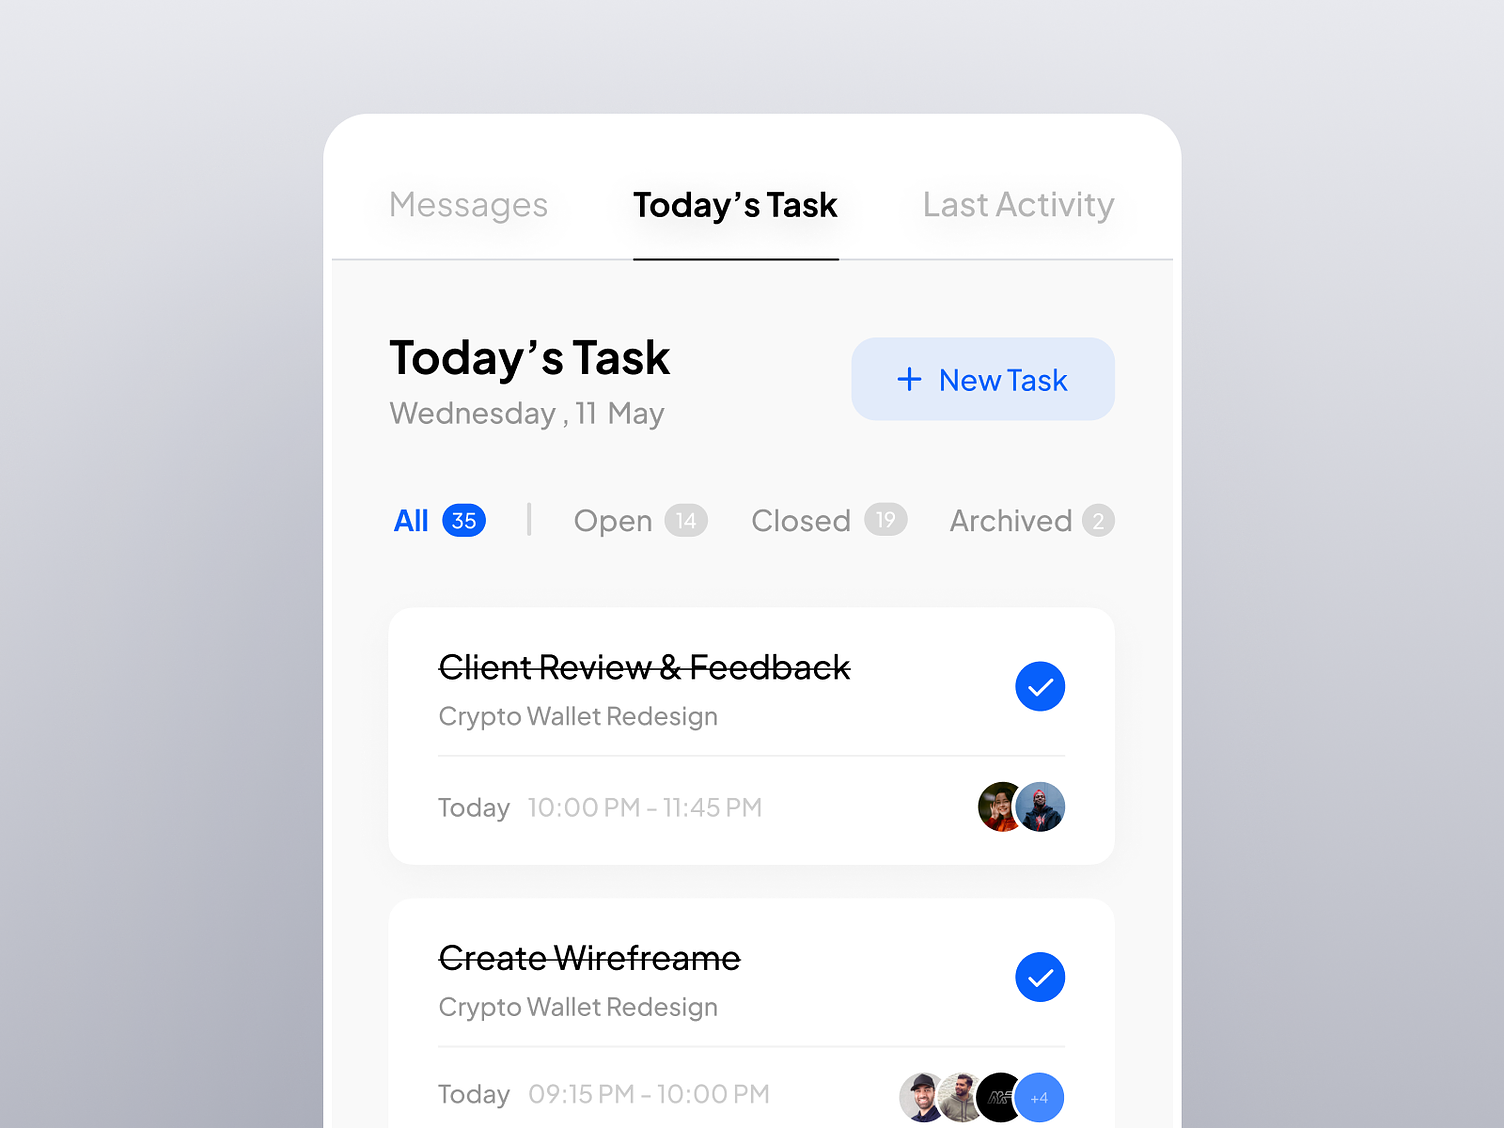 Messages Today’s Task Last Activity
Today’s Task
+ New Task
Wednesday , 11 May
All 35 | Open 14 Closed 19 Archived 2
Client Review & Feedback
Crypto Wallet Redesign
Today 10:00 PM - 11:45 PM
Create Wirefreame
Crypto Wallet Redesign
Today 09:15 PM - 10:00 PM
+4